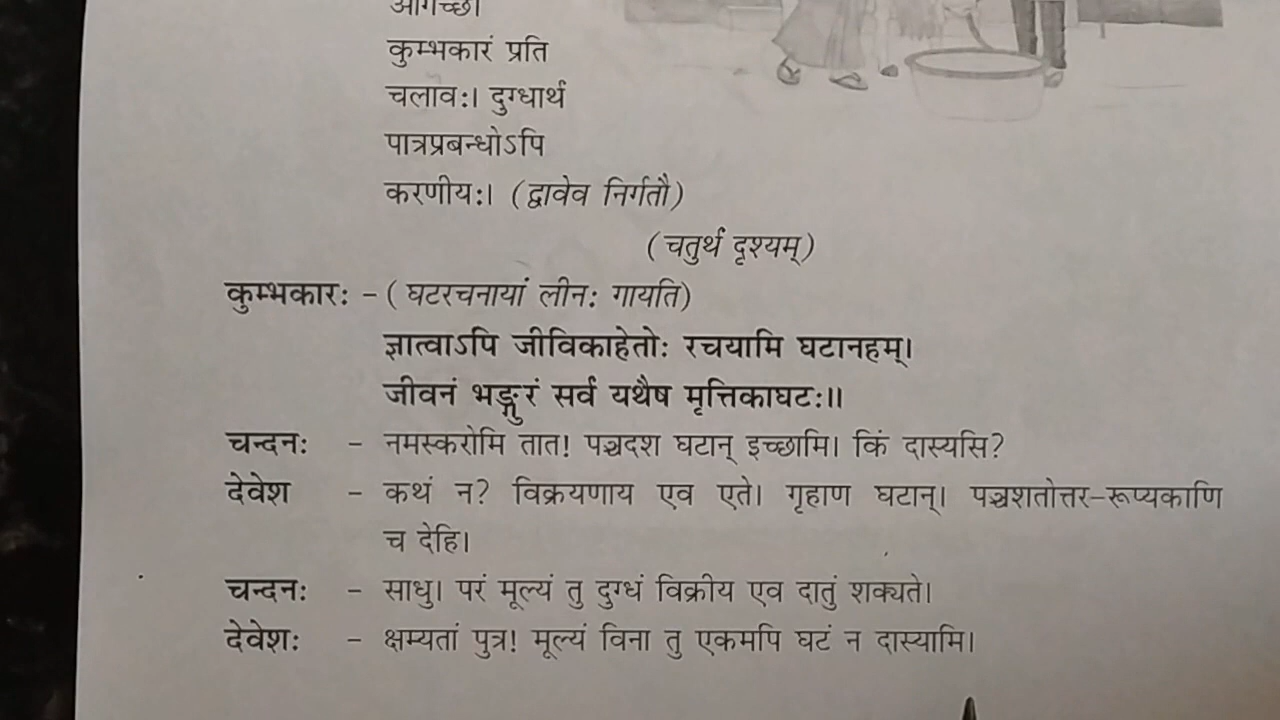 आगच्छ।
कुम्भकारं प्रति
चलावः। दुग्धार्थं
पात्रप्रबन्धोऽपि
करणीयः। (द्वावेव निर्गतौ)
(चतुर्थं दृश्यम्)
कुम्भकारः - ( घटरचनायां लीनः गायति)
ज्ञात्वाऽपि जीविकाहेतोः रचयामि घटानहम्।
जीवनं भङ्गुरं सर्वं यथैष मृत्तिकाघटः॥
चन्दनः - नमस्करोमि तात! पञ्चदश घटान् इच्छामि। किं दास्यसि?
देवेश - कथं न? विक्रयणाय एव एते। गृहाण घटान्। पञ्चशतोत्तर-रूप्यकाणि
च देहि।
चन्दनः - साधु। परं मूल्यं तु दुग्धं विक्रीय एव दातुं शक्यते।
देवेशः - क्षम्यतां पुत्र! मूल्यं विना तु एकमपि घटं न दास्यामि।